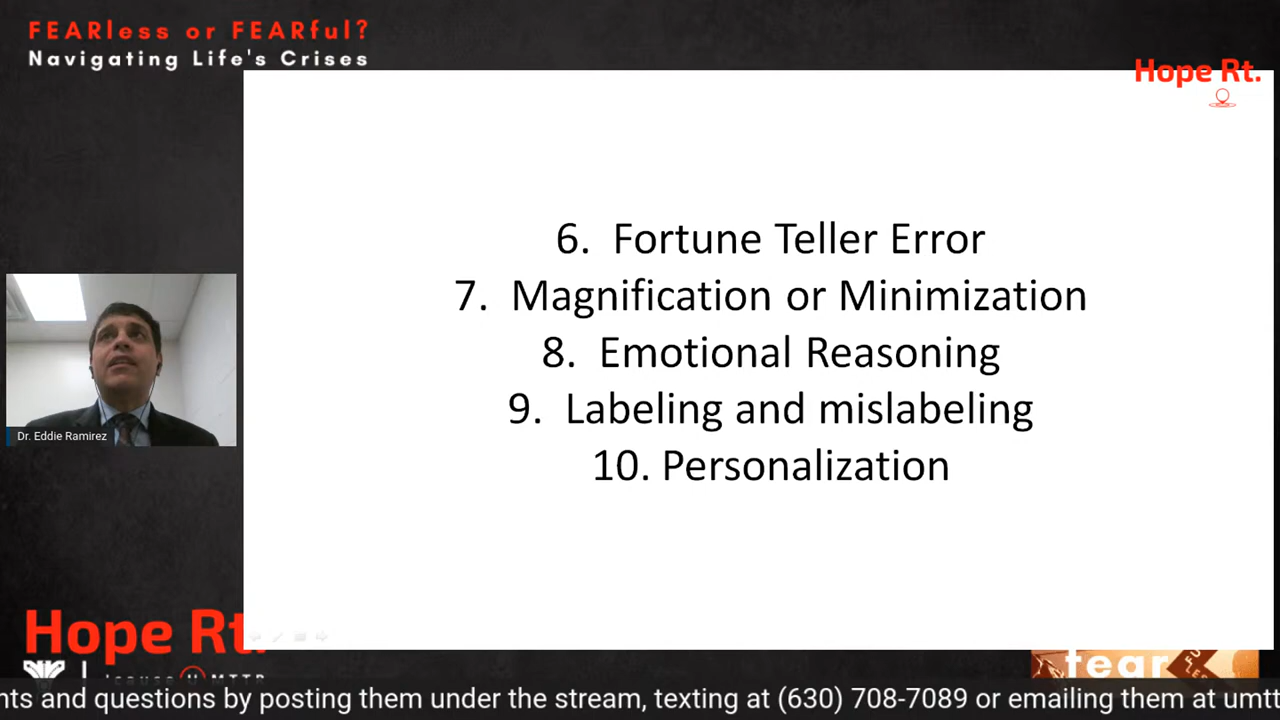 FEARless or FEARful?
Navigating Life's Crises
Hope Rt.
6. Fortune Teller Error
7. Magnification or Minimization
8. Emotional Reasoning
9. Labeling and mislabeling
10. Personalization
Dr. Eddie Ramirez
Hope Rt.
fear
nts and questions by posting them under the stream, texting at (630) 708-7089 or emailing them at umtt